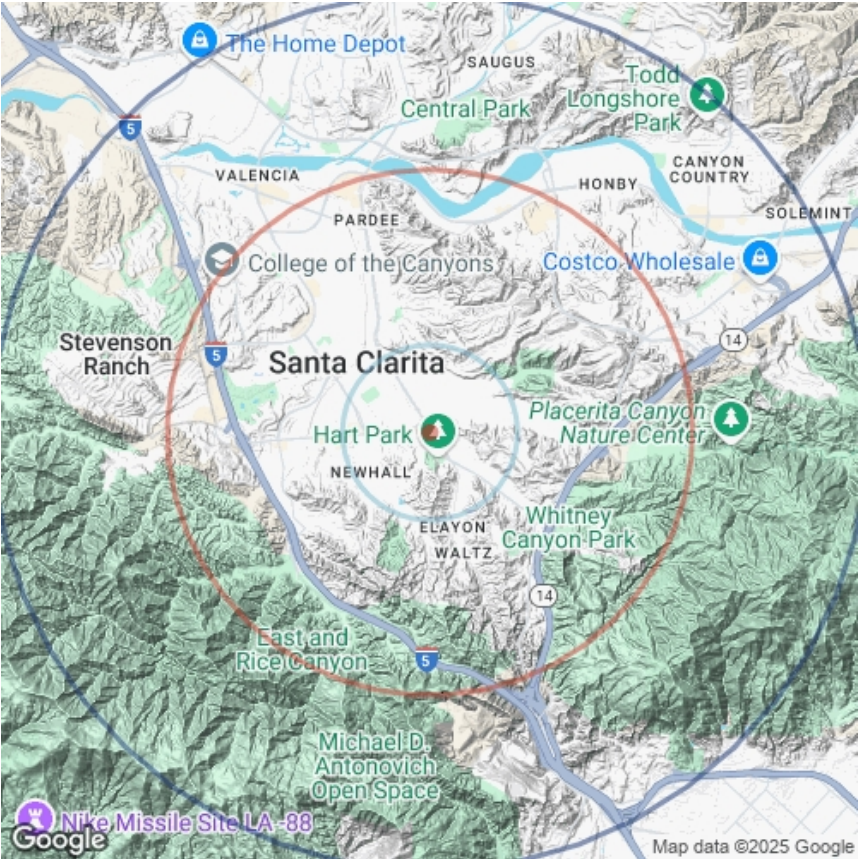 The Home Depot
SAUGUS
Todd
Longshore
Park
Central Park
5
CANYON
COUNTRY
VALENCIA
HONBY
PARDEE
SOLEMINT
College of the Canyons
Costco Wholesale
Stevenson
Ranch
5
14
Santa Clarita
Placerita Canyon
Nature Center
Hart Park
NEWHALL
ELAYON
Whitney
Canyon Park
WALTZ
14
East and
Rice Canyon
5
Michael D.
Antonovich
Open Space
Nike Missile Site LA -88
Google
Map data ©2025 Google